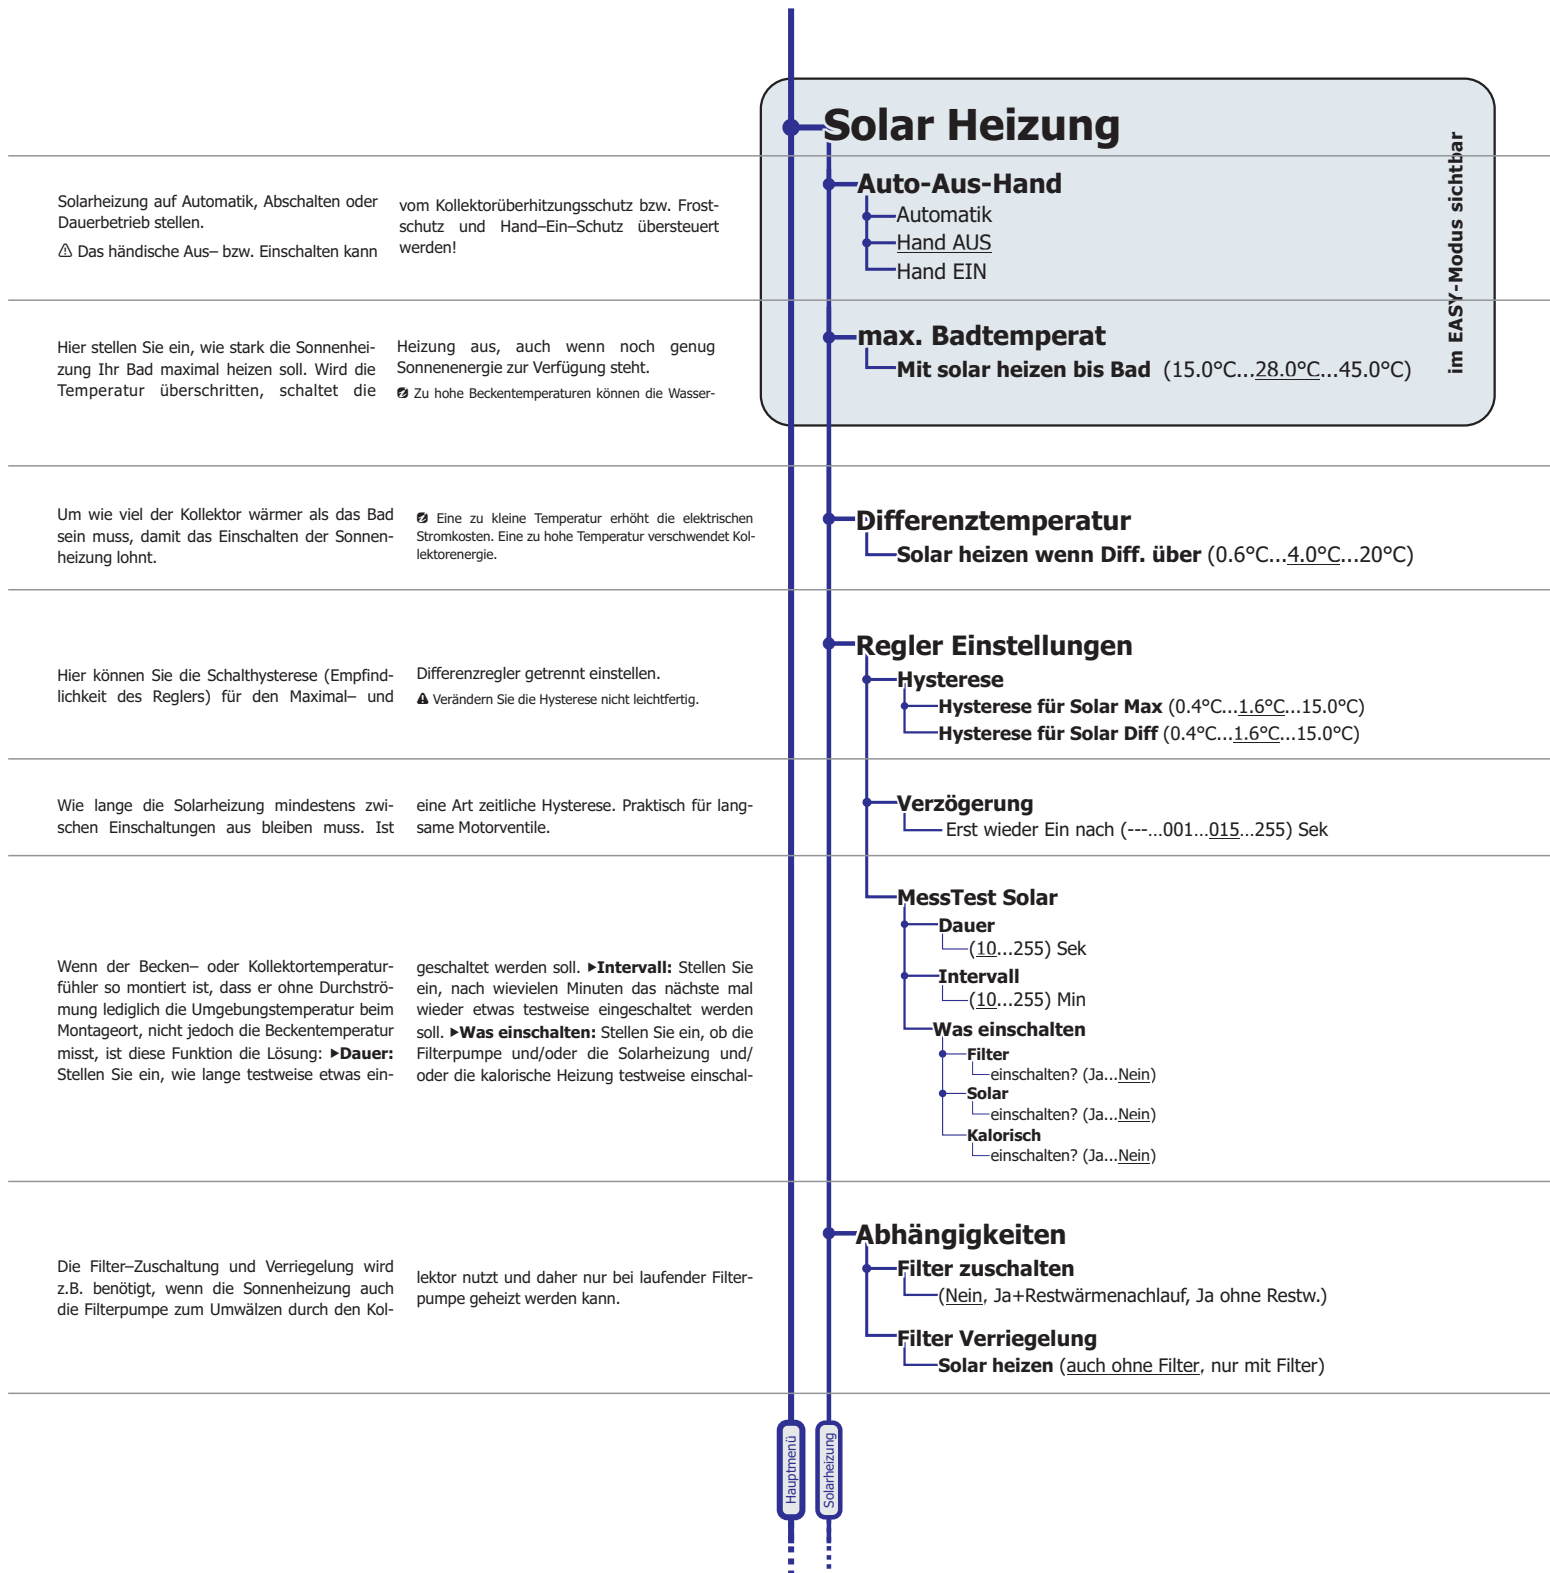 Solar Heizung
im EASY-Modus sichtbar
Solarheizung auf Automatik, Abschalten oder
Dauerbetrieb stellen.
⚠ Das händische Aus– bzw. Einschalten kann
vom Kollektorüberhitzungsschutz bzw. Frost-
schutz und Hand–Ein–Schutz übersteuert
werden!
Auto-Aus-Hand
Automatik
Hand AUS
Hand EIN
Hier stellen Sie ein, wie stark die Sonnenhei-
zung Ihr Bad maximal heizen soll. Wird die
Temperatur überschritten, schaltet die
Heizung aus, auch wenn noch genug
Sonnenenergie zur Verfügung steht.
Zu hohe Beckentemperaturen können die Wasser-
max. Badtemperat
Mit solar heizen bis Bad (15.0°C...28.0°C...45.0°C)
Um wie viel der Kollektor wärmer als das Bad
sein muss, damit das Einschalten der Sonnen-
heizung lohnt.
Eine zu kleine Temperatur erhöht die elektrischen
Stromkosten. Eine zu hohe Temperatur verschwendet Kol-
lektorenergie.
Differenztemperatur
Solar heizen wenn Diff. über (0.6°C...4.0°C...20°C)
Hier können Sie die Schalthysterese (Empfind-
lichkeit des Reglers) für den Maximal– und
Differenzregler getrennt einstellen.
⚠ Verändern Sie die Hysterese nicht leichtfertig.
Regler Einstellungen
Hysterese
Hysterese für Solar Max (0.4°C...1.6°C...15.0°C)
Hysterese für Solar Diff (0.4°C...1.6°C...15.0°C)
Wie lange die Solarheizung mindestens zwi-
schen Einschaltungen aus bleiben muss. Ist
eine Art zeitliche Hysterese. Praktisch für lang-
same Motorventile.
Verzögerung
Erst wieder Ein nach (---...001...015...255) Sek
Wenn der Becken– oder Kollektortemperatur-
fühler so montiert ist, dass er ohne Durchströ-
mung lediglich die Umgebungstemperatur beim
Montageort, nicht jedoch die Beckentemperatur
misst, ist diese Funktion die Lösung: ▶Dauer:
Stellen Sie ein, wie lange testweise etwas ein-
geschaltet werden soll. ▶Intervall: Stellen Sie
ein, nach wievielen Minuten das nächste mal
wieder etwas testweise eingeschaltet werden
soll. ▶Was einschalten: Stellen Sie ein, ob die
Filterpumpe und/oder die Solarheizung und/
oder die kalorische Heizung testweise einschal-
MessTest Solar
Dauer
(10...255) Sek
Intervall
(10...255) Min
Was einschalten
Filter
einschalten? (Ja...Nein)
Solar
einschalten? (Ja...Nein)
Kalorisch
einschalten? (Ja...Nein)
Die Filter–Zuschaltung und Verriegelung wird
z.B. benötigt, wenn die Sonnenheizung auch
die Filterpumpe zum Umwälzen durch den Kol-
lektor nutzt und daher nur bei laufender Filter-
pumpe geheizt werden kann.
Abhängigkeiten
Filter zuschalten
(Nein, Ja+Restwärmenachlauf, Ja ohne Restw.)
Filter Verriegelung
Solar heizen (auch ohne Filter, nur mit Filter)
Hauptmenü
Solarheizung